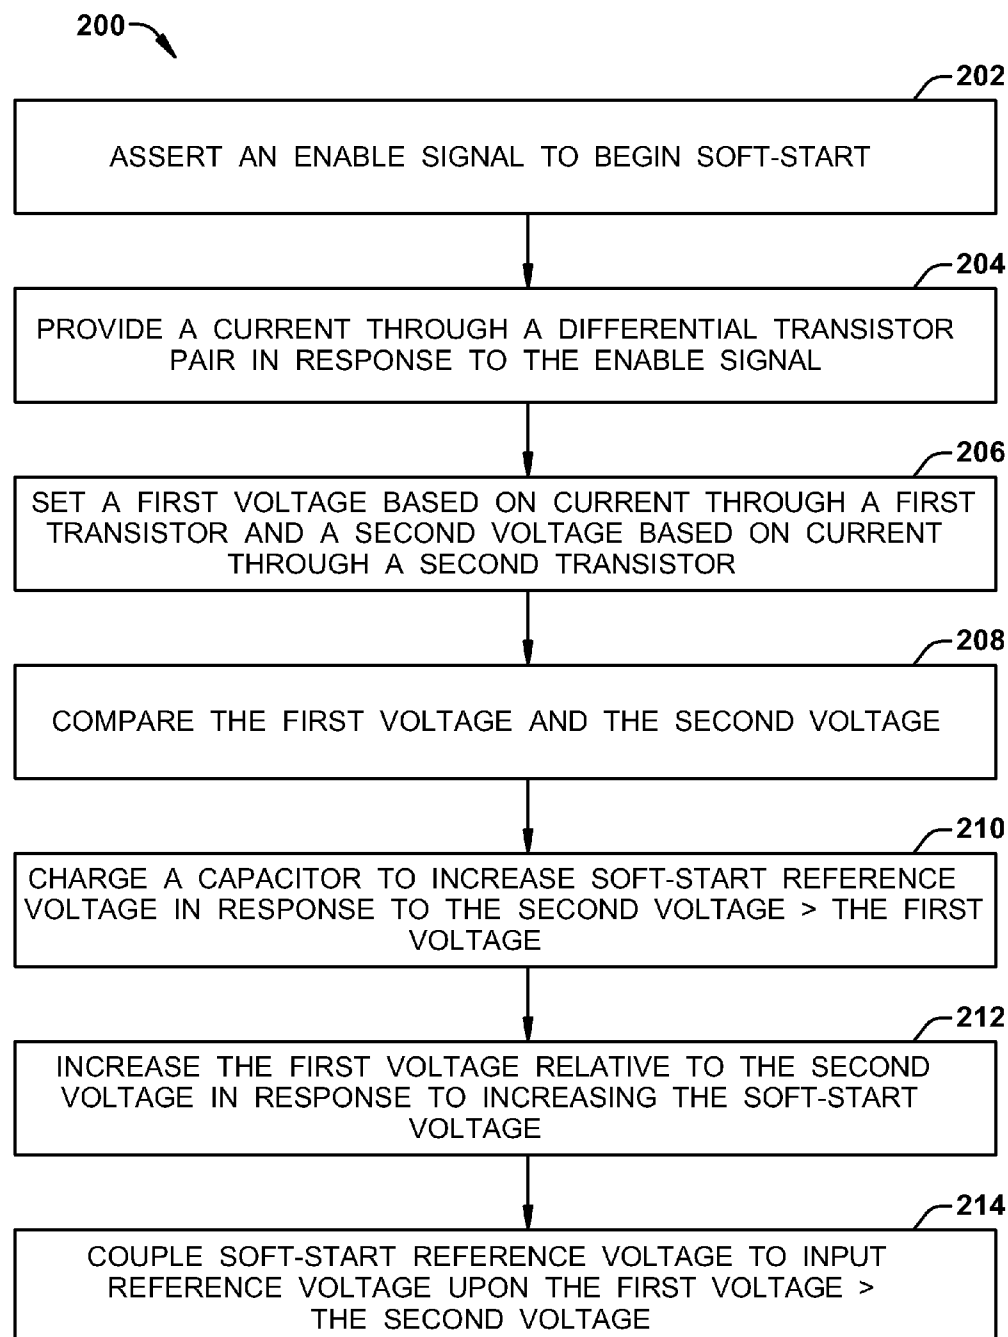 200
202
ASSERT AN ENABLE SIGNAL TO BEGIN SOFT-START
204
PROVIDE A CURRENT THROUGH A DIFFERENTIAL TRANSISTOR
PAIR IN RESPONSE TO THE ENABLE SIGNAL
206
SET A FIRST VOLTAGE BASED ON CURRENT THROUGH A FIRST
TRANSISTOR AND A SECOND VOLTAGE BASED ON CURRENT
THROUGH A SECOND TRANSISTOR
208
COMPARE THE FIRST VOLTAGE AND THE SECOND VOLTAGE
210
CHARGE A CAPACITOR TO INCREASE SOFT-START REFERENCE
VOLTAGE IN RESPONSE TO THE SECOND VOLTAGE > THE FIRST
VOLTAGE
212
INCREASE THE FIRST VOLTAGE RELATIVE TO THE SECOND
VOLTAGE IN RESPONSE TO INCREASING THE SOFT-START
VOLTAGE
214
COUPLE SOFT-START REFERENCE VOLTAGE TO INPUT
REFERENCE VOLTAGE UPON THE FIRST VOLTAGE >
THE SECOND VOLTAGE